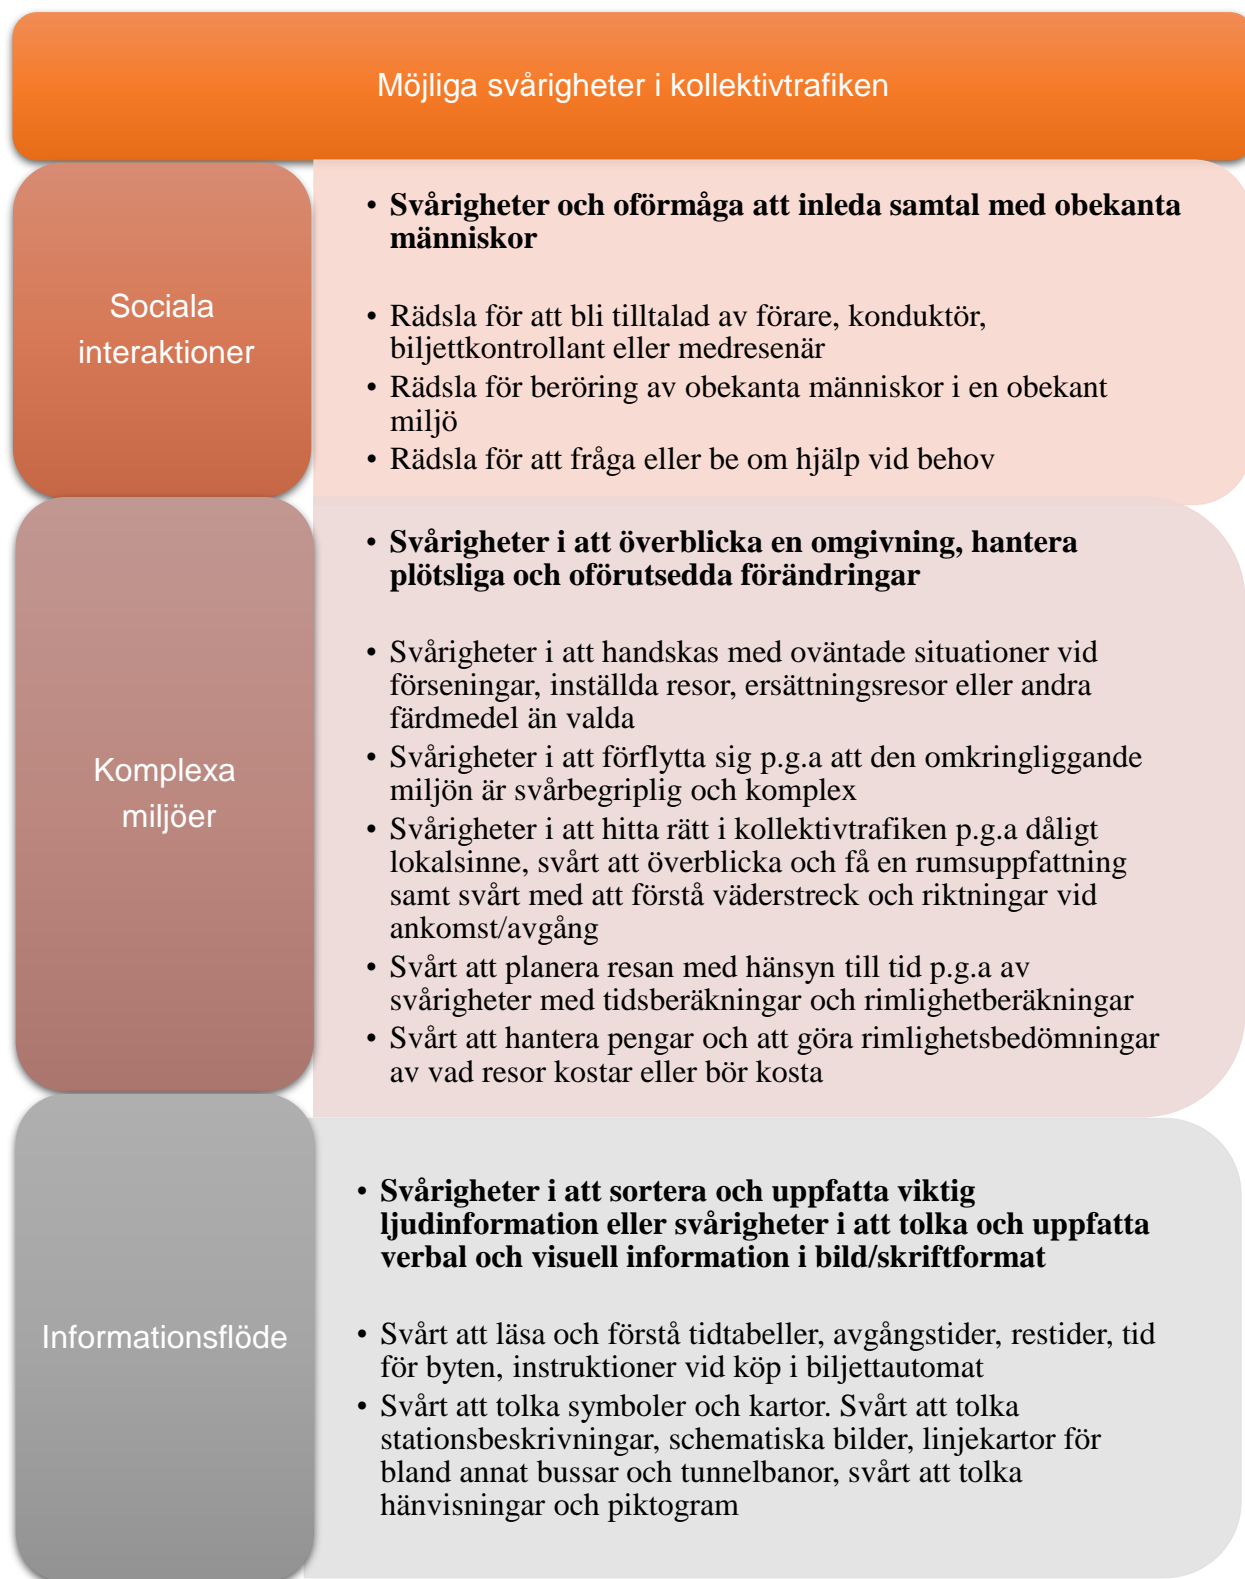 Möjliga svårigheter i kollektivtrafiken
Sociala
interaktioner
• Svårigheter och oförmåga att inleda samtal med obekanta
människor
• Rädsla för att bli tilltalad av förare, konduktör,
biljettkontrollant eller medresenär
• Rädsla för beröring av obekanta människor i en obekant
miljö
• Rädsla för att fråga eller be om hjälp vid behov
Komplexa
miljöer
• Svårigheter i att överblicka en omgivning, hantera
plötsliga och oförutsedda förändringar
• Svårigheter i att handskas med oväntade situationer vid
förseningar, inställda resor, ersättningsresor eller andra
färdmedel än valda
• Svårigheter i att förflytta sig p.g.a att den omkringliggande
miljön är svårbegriplig och komplex
• Svårigheter i att hitta rätt i kollektivtrafiken p.g.a dåligt
lokalsinne, svårt att överblicka och få en rumsuppfattning
samt svårt med att förstå väderstreck och riktningar vid
ankomst/avgång
• Svårt att planera resan med hänsyn till tid p.g.a av
svårigheter med tidsberäkningar och rimlighetberäkningar
• Svårt att hantera pengar och att göra rimlighetsbedömningar
av vad resor kostar eller bör kosta
Informationsflöde
• Svårigheter i att sortera och uppfatta viktig
ljudinformation eller svårigheter i att tolka och uppfatta
verbal och visuell information i bild/skriftformat
• Svårt att läsa och förstå tidtabeller, avgångstider, restider, tid
för byten, instruktioner vid köp i biljettautomat
• Svårt att tolka symboler och kartor. Svårt att tolka
stationsbeskrivningar, schematiska bilder, linjekartor för
bland annat bussar och tunnelbanor, svårt att tolka
hänvisningar och piktogram